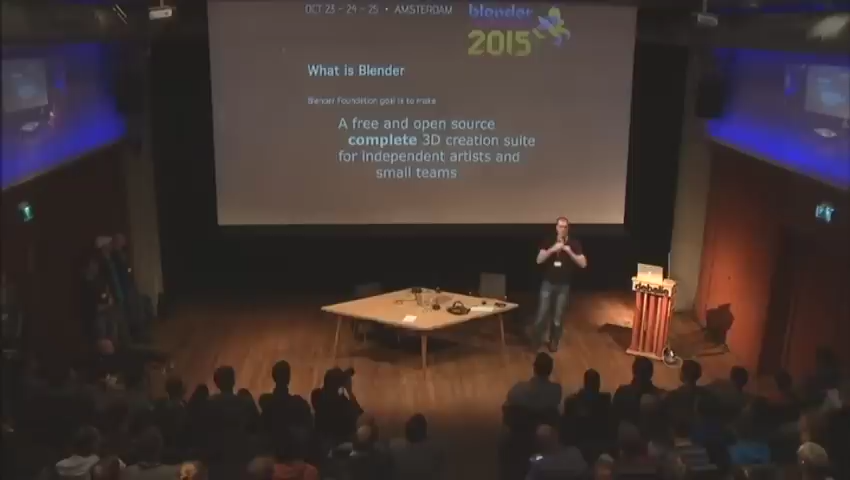 OCT 23 - 24 - 25 • AMSTERDAM
blender
2015
What is Blender
Blender Foundation goal is to make
A free and open source
complete 3D creation suite
for independent artists and
small teams
debalie